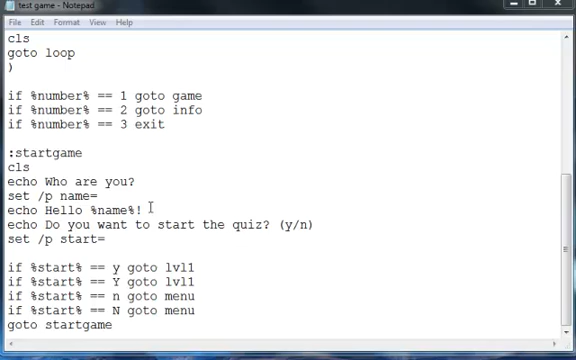 test game - Notepad
File Edit Format View Help
cls
goto loop
)
if %number% == 1 goto game
if %number% == 2 goto info
if %number% == 3 exit
:startgame
cls
echo Who are you?
set /p name=
echo Hello %name%!
echo Do you want to start the quiz? (y/n)
set /p start=
if %start% == y goto lvl1
if %start% == Y goto lvl1
if %start% == n goto menu
if %start% == N goto menu
goto startgame